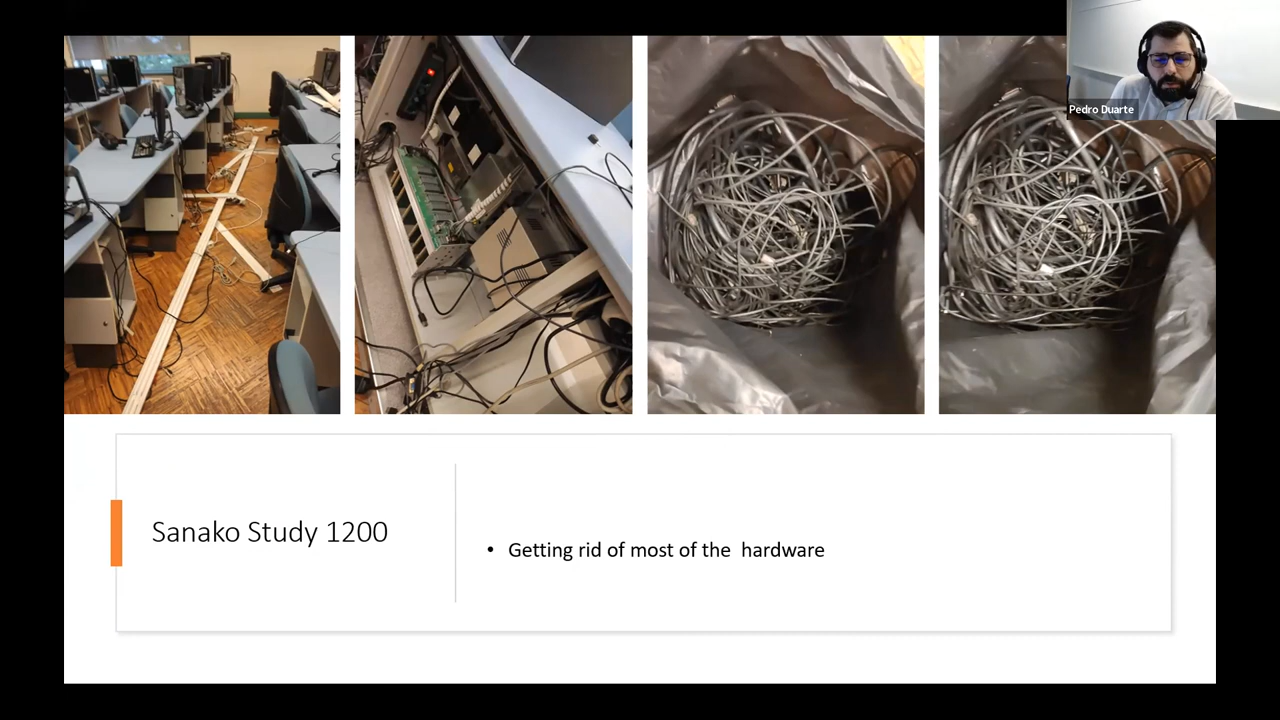 Pedro Duarte
Sanako Study 1200
• Getting rid of most of the  hardware